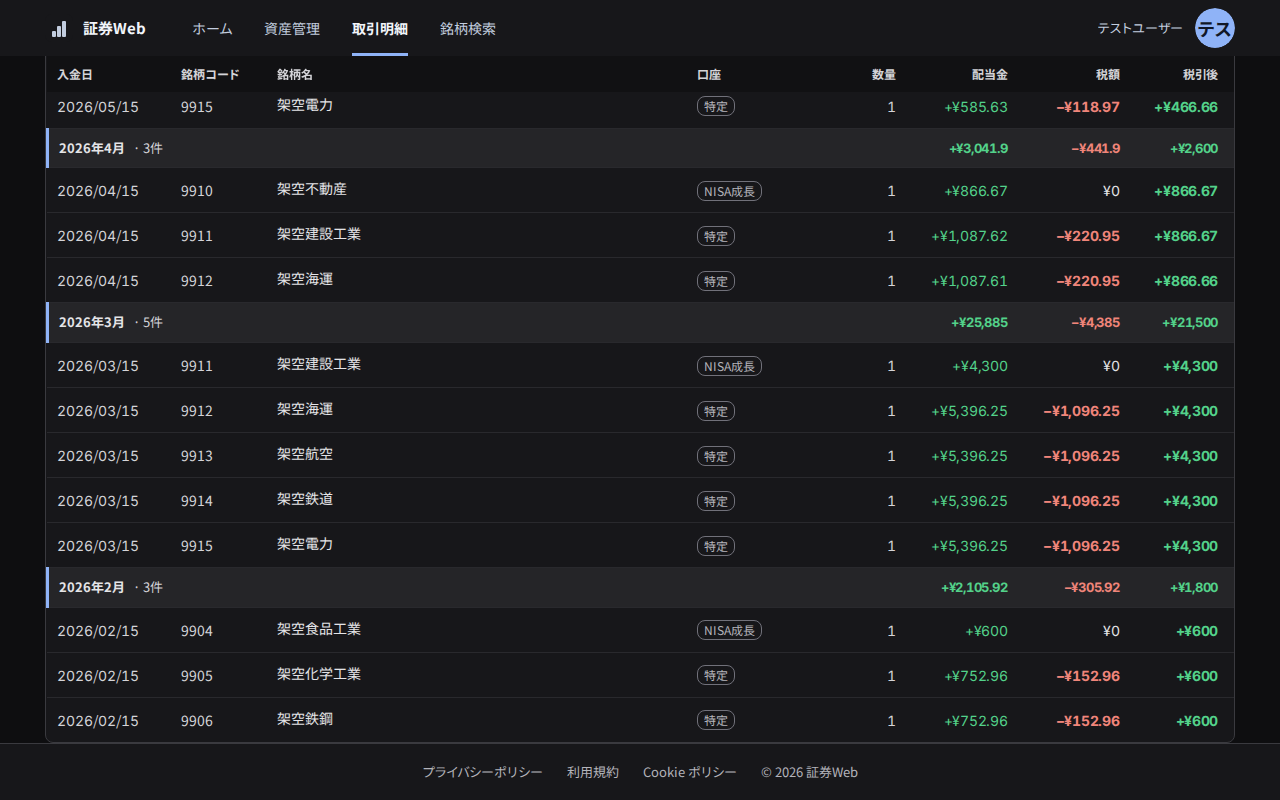 証券Web ホーム 資産管理 取引明細 銘柄検索 テストユーザー テス
入金日 銘柄コード 銘柄名 口座 数量 配当金 税額 税引後
2026/05/15 9915 架空電力 特定 1 +¥585.63 −¥118.97 +¥466.66
2026年4月 · 3件 +¥3,041.9 −¥441.9 +¥2,600
2026/04/15 9910 架空不動産 NISA成長 1 +¥866.67 ¥0 +¥866.67
2026/04/15 9911 架空建設工業 特定 1 +¥1,087.62 −¥220.95 +¥866.67
2026/04/15 9912 架空海運 特定 1 +¥1,087.61 −¥220.95 +¥866.66
2026年3月 · 5件 +¥25,885 −¥4,385 +¥21,500
2026/03/15 9911 架空建設工業 NISA成長 1 +¥4,300 ¥0 +¥4,300
2026/03/15 9912 架空海運 特定 1 +¥5,396.25 −¥1,096.25 +¥4,300
2026/03/15 9913 架空航空 特定 1 +¥5,396.25 −¥1,096.25 +¥4,300
2026/03/15 9914 架空鉄道 特定 1 +¥5,396.25 −¥1,096.25 +¥4,300
2026/03/15 9915 架空電力 特定 1 +¥5,396.25 −¥1,096.25 +¥4,300
2026年2月 · 3件 +¥2,105.92 −¥305.92 +¥1,800
2026/02/15 9904 架空食品工業 NISA成長 1 +¥600 ¥0 +¥600
2026/02/15 9905 架空化学工業 特定 1 +¥752.96 −¥152.96 +¥600
2026/02/15 9906 架空鉄鋼 特定 1 +¥752.96 −¥152.96 +¥600
プライバシーポリシー 利用規約 Cookie ポリシー © 2026 証券Web